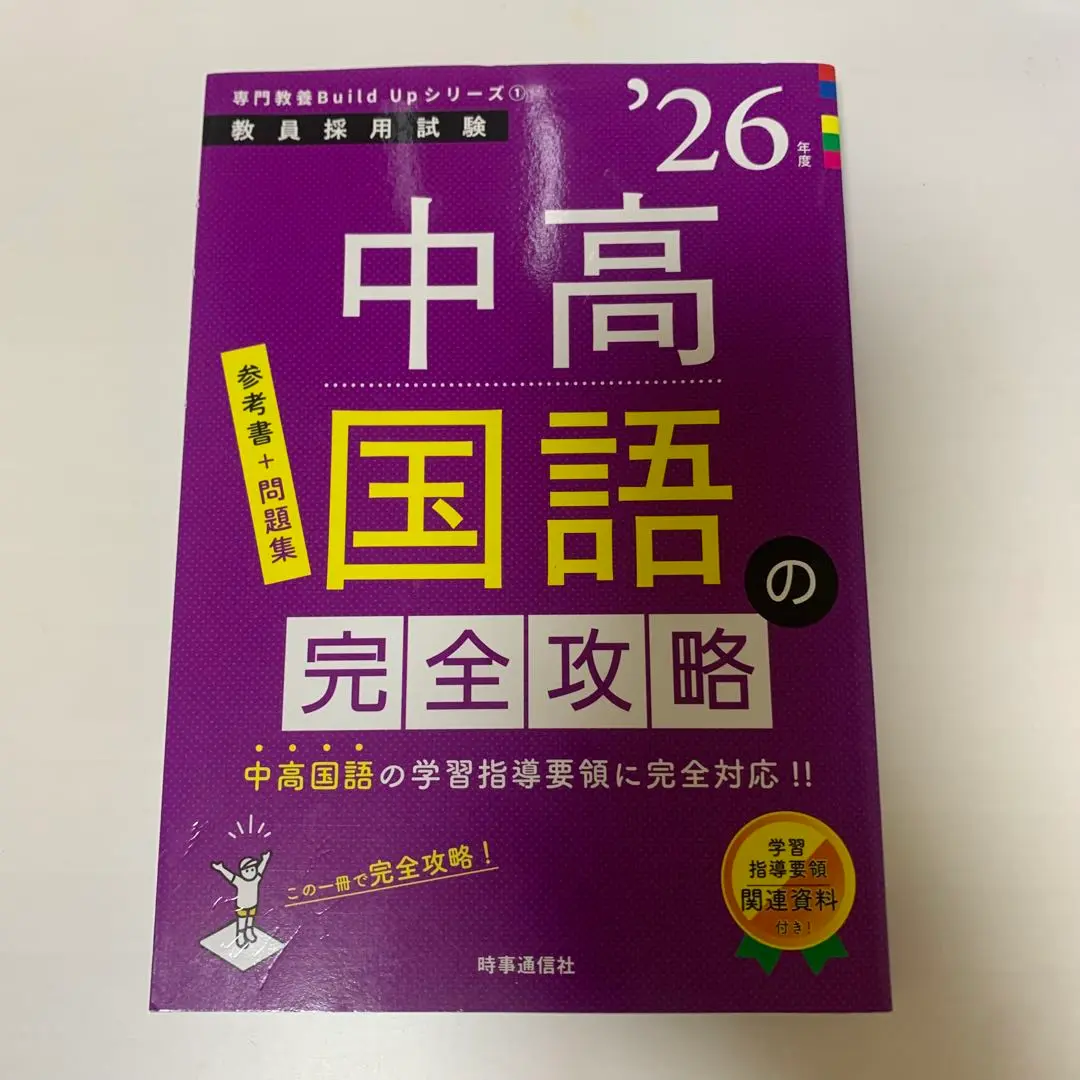 専門教養Build Upシリーズ①
教員採用試験
’26年度
中高
国語の
完全攻略
参考書+問題集
中高国語の学習指導要領に完全対応!!
この一冊で完全攻略!
学習
指導要領
関連資料
付き!
時事通信社